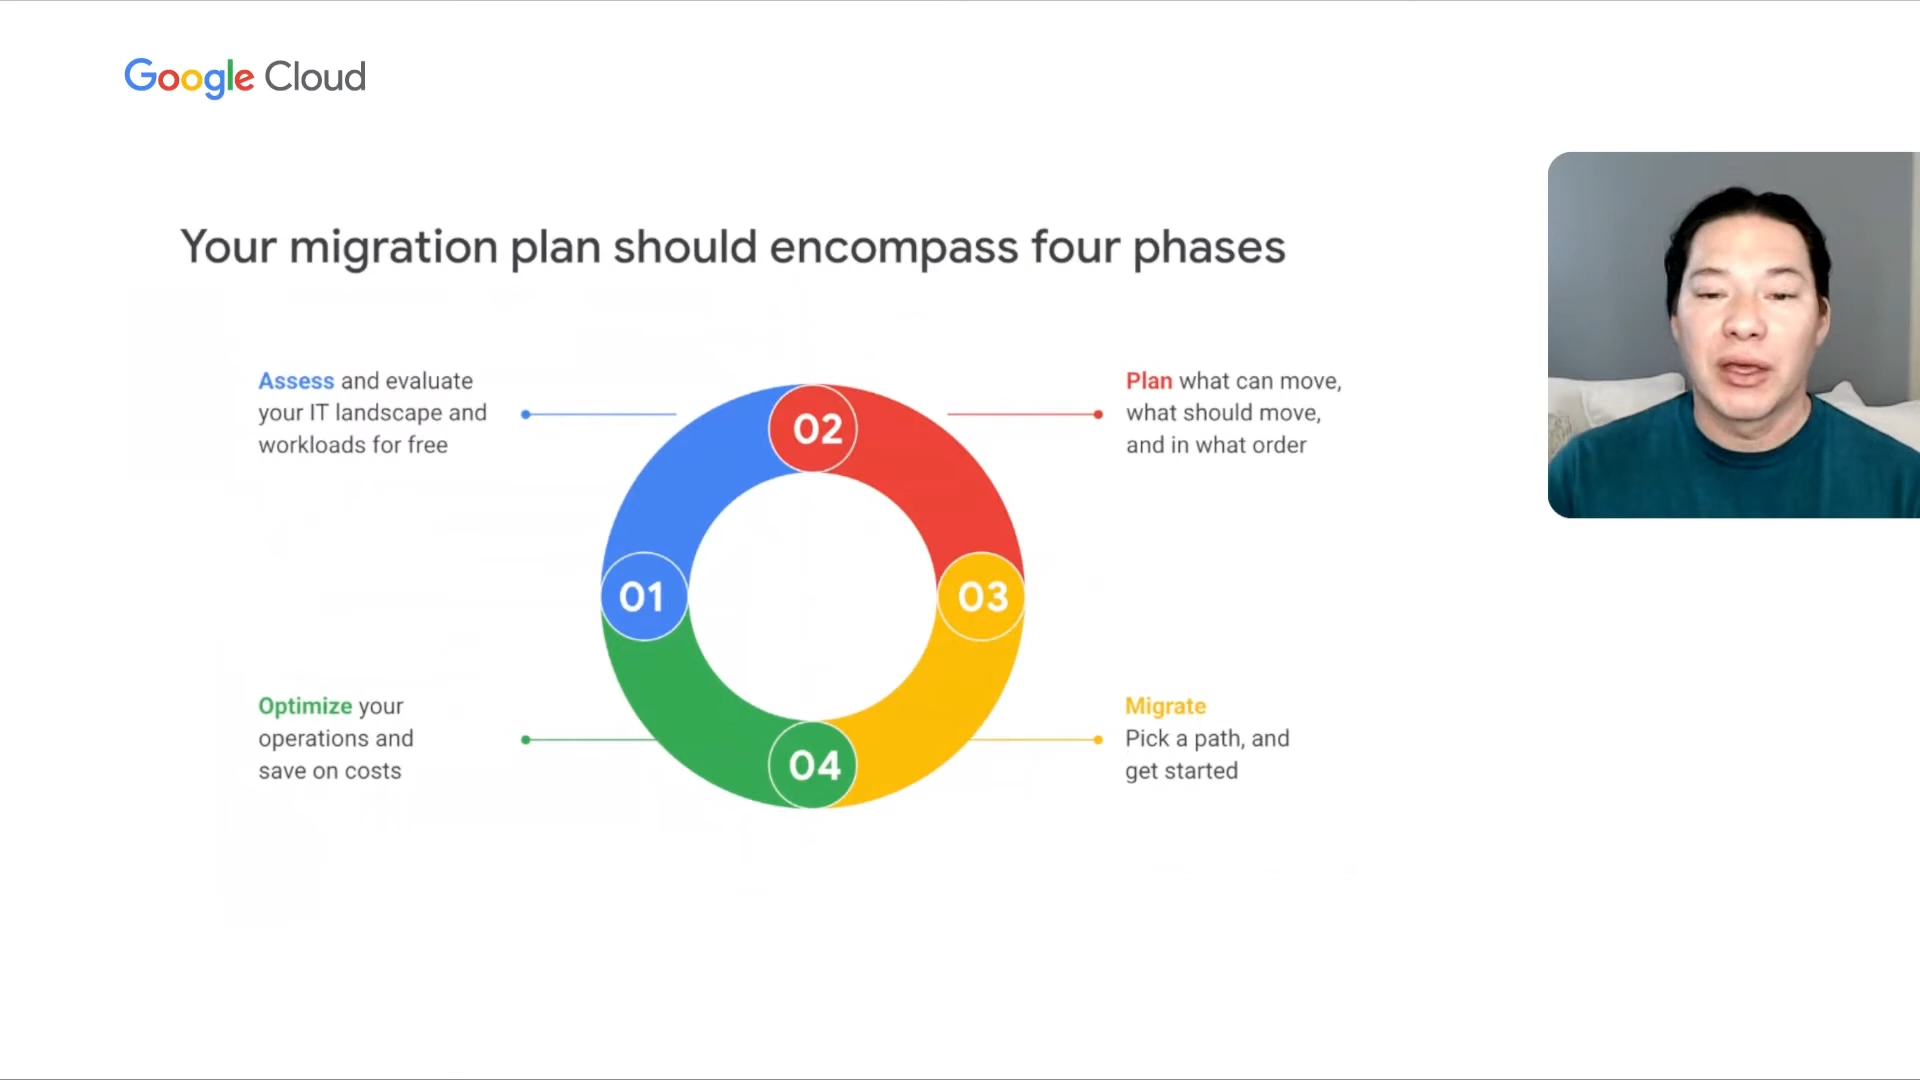 Google Cloud
Your migration plan should encompass four phases
Assess and evaluate
your IT landscape and
workloads for free
02
Plan what can move,
what should move,
and in what order
01
03
Optimize your
operations and
save on costs
04
Migrate
Pick a path, and
get started